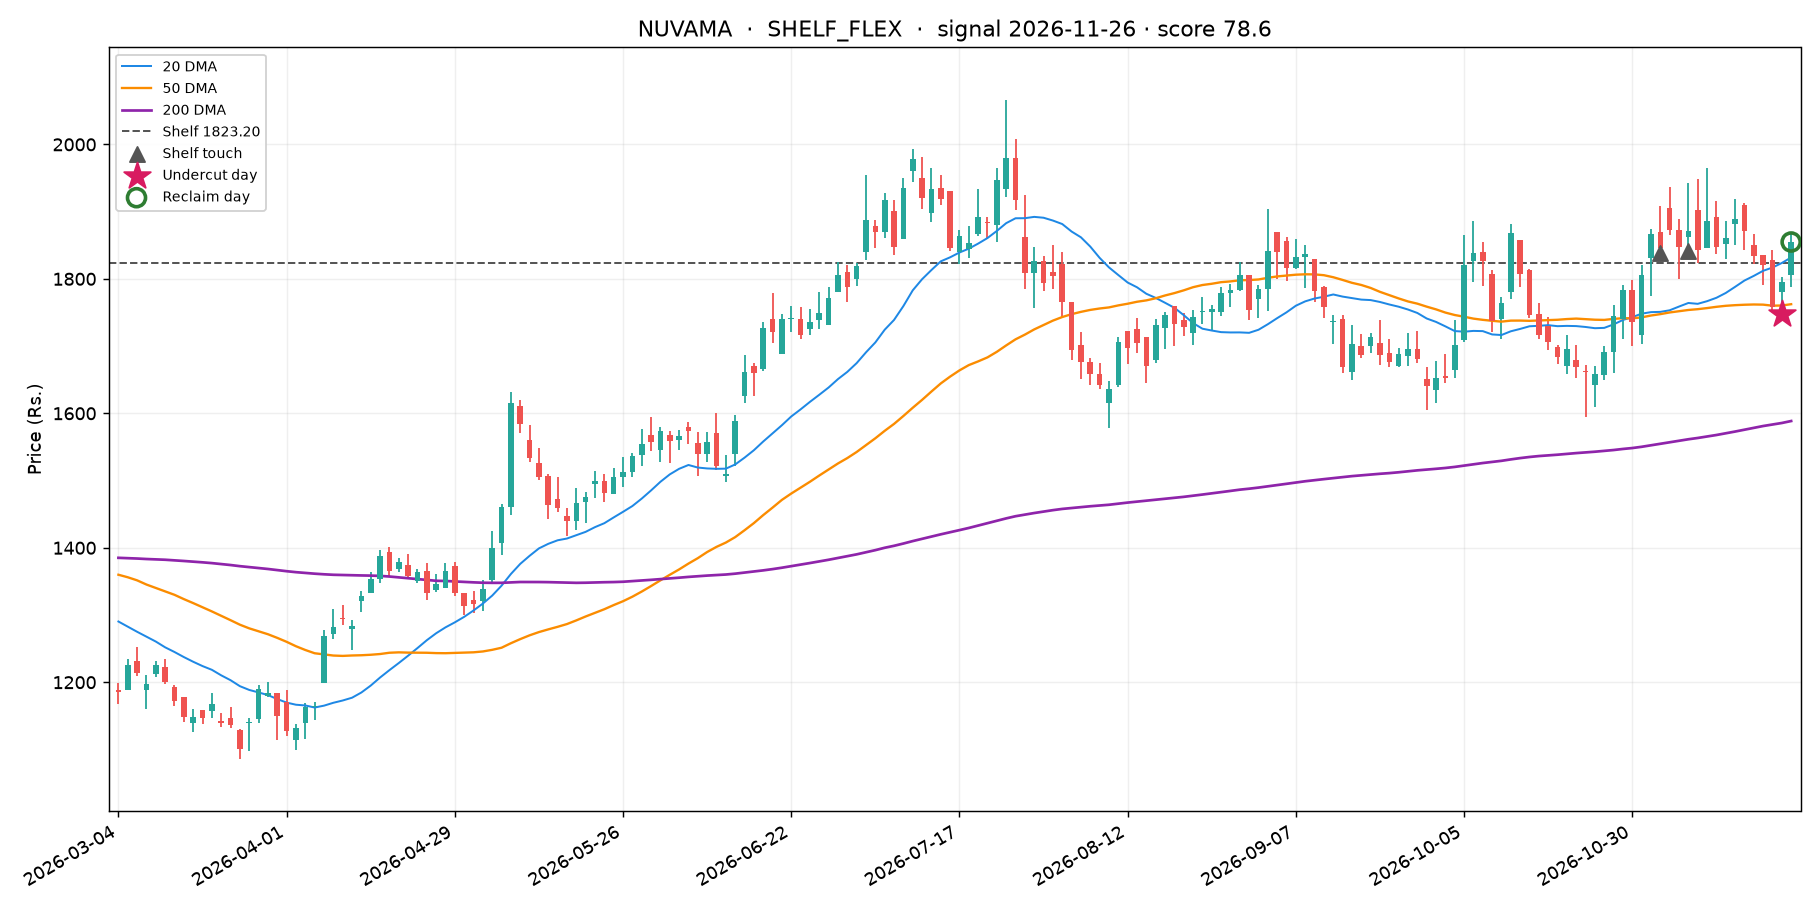 NUVAMA · SHELF_FLEX · signal 2026-11-26 · score 78.6
20 DMA
50 DMA
200 DMA
Shelf 1823.20
Shelf touch
Undercut day
Reclaim day
Price (Rs.)
2000
1800
1600
1400
1200
2026-03-04
2026-04-01
2026-04-29
2026-05-26
2026-06-22
2026-07-17
2026-08-12
2026-09-07
2026-10-05
2026-10-30